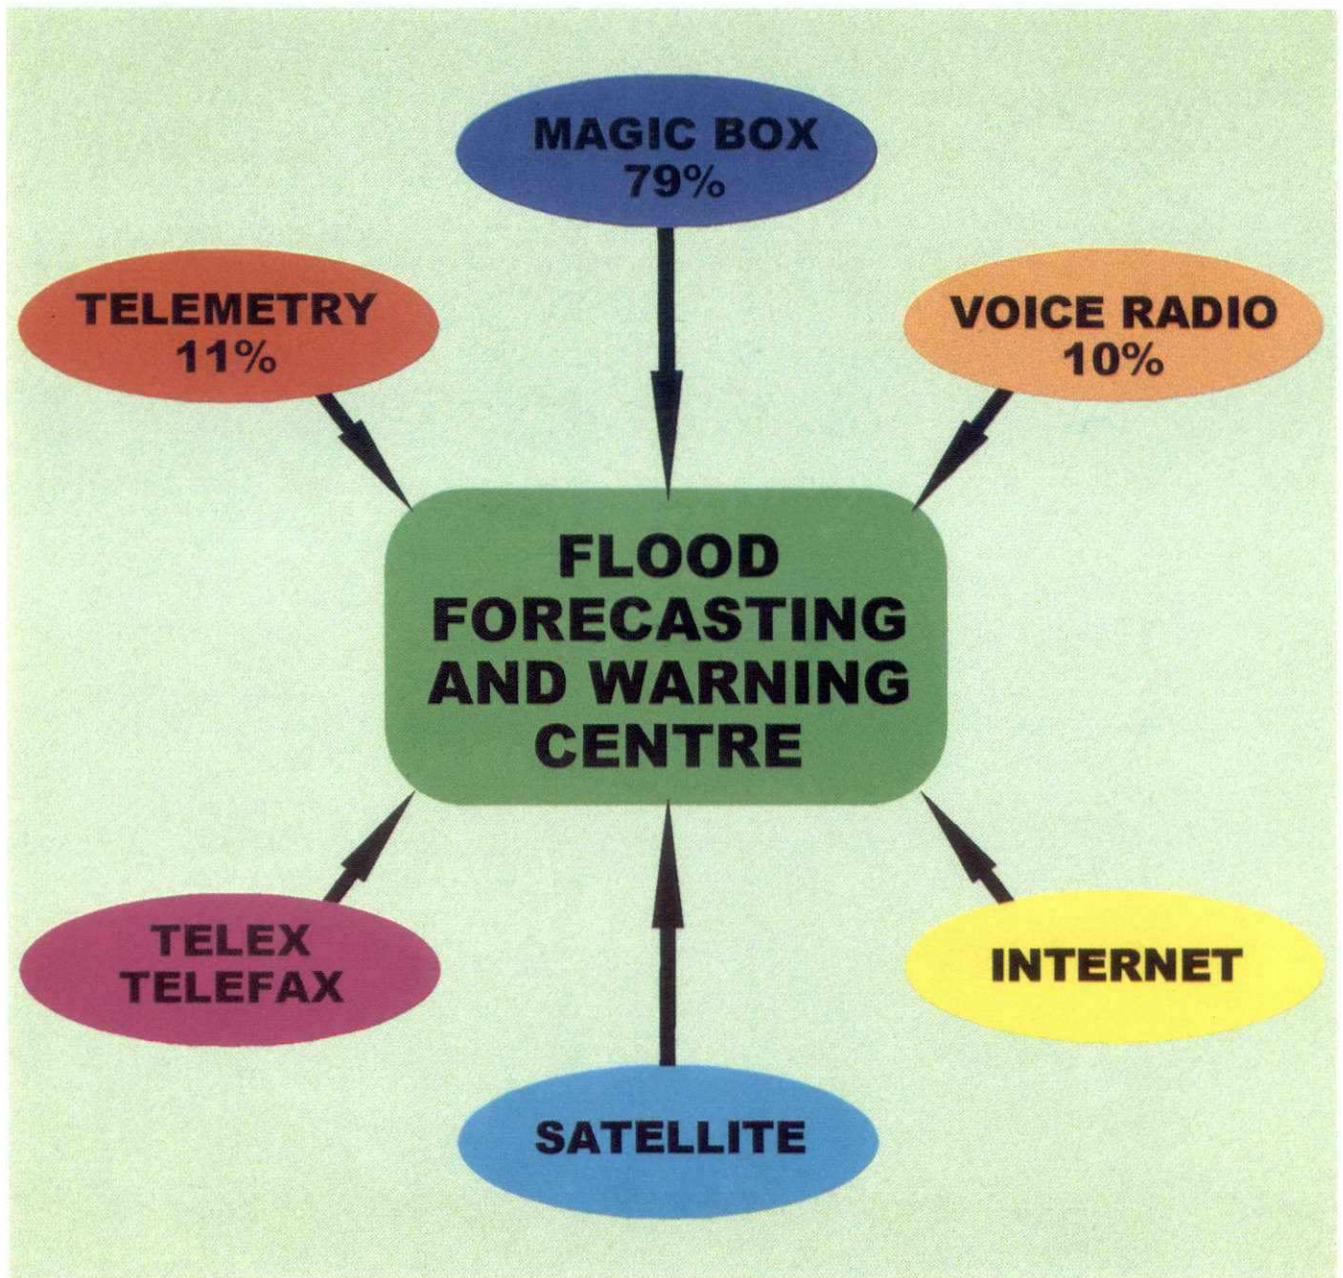 MAGIC BOX
79%
TELEMETRY
11%
VOICE RADIO
10%
FLOOD
FORECASTING
AND WARNING
CENTRE
TELEX
TELEFAX
INTERNET
SATELLITE